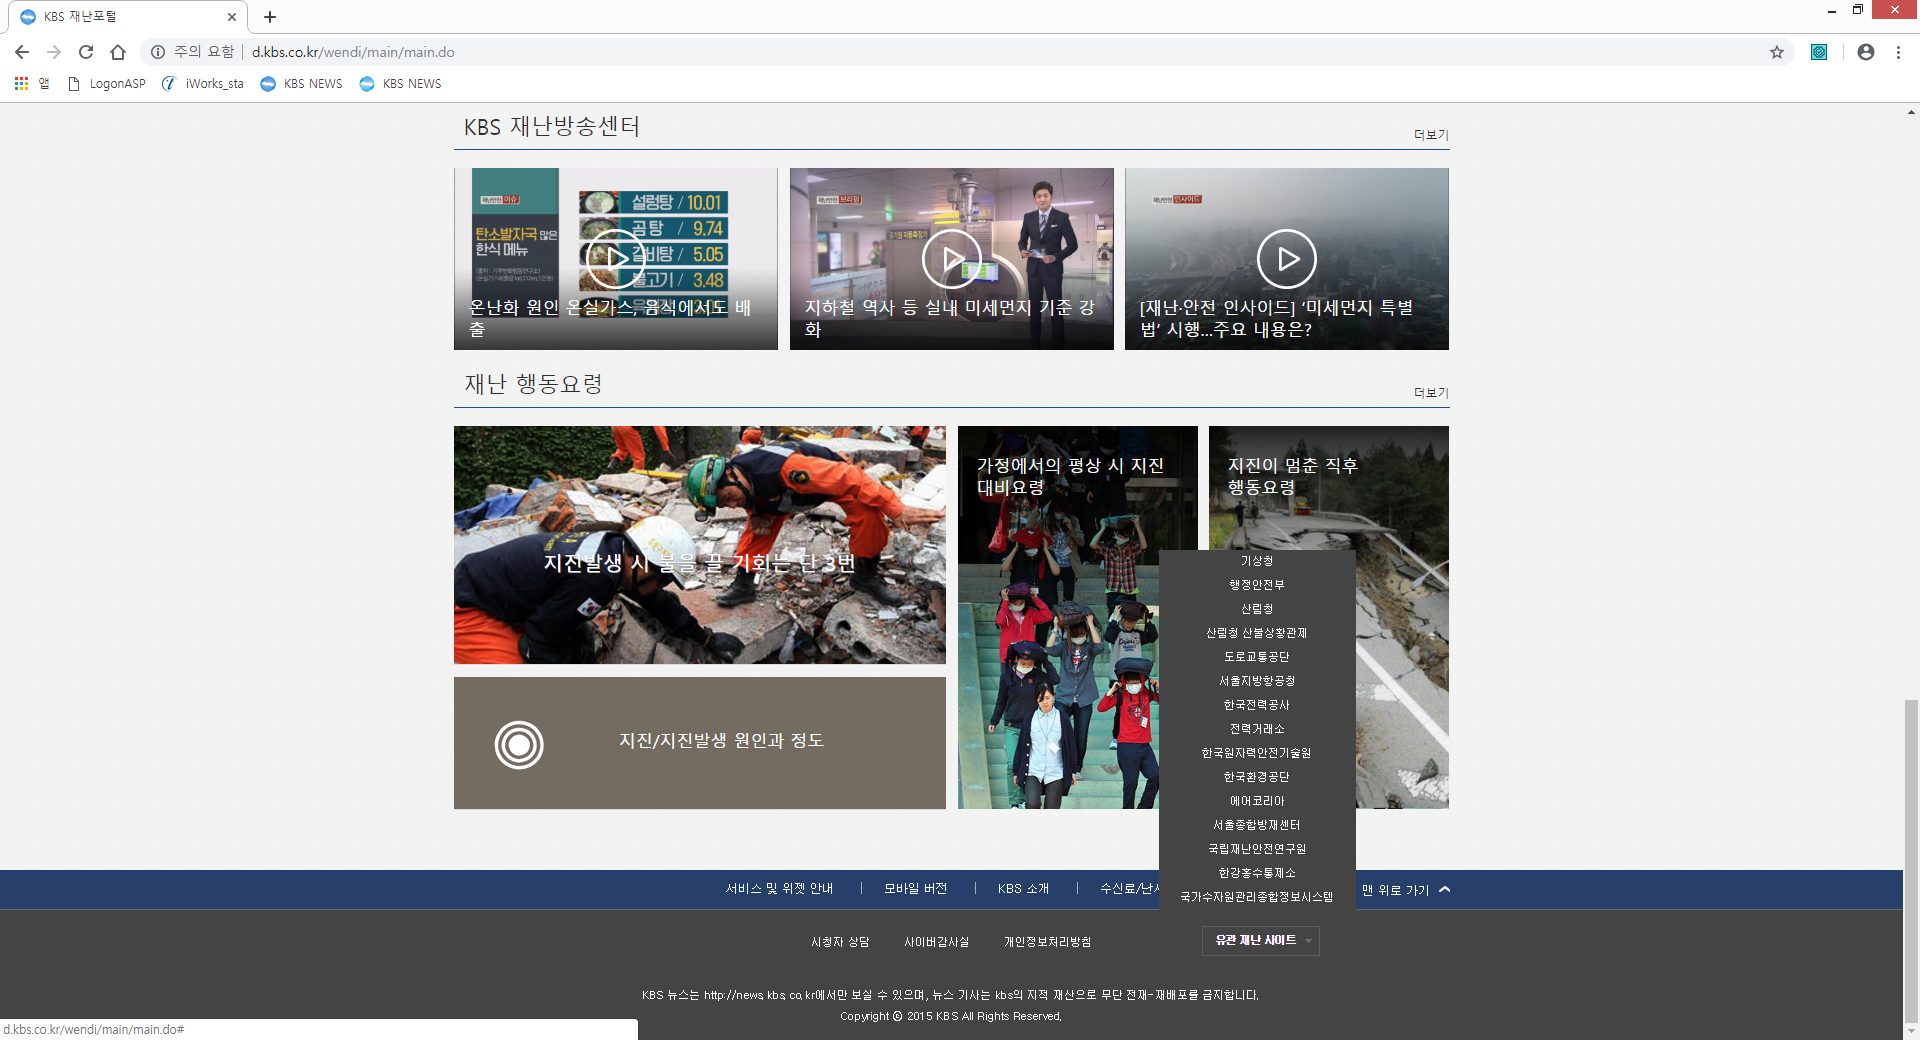 KBS 재난포털
주의 요함 | d.kbs.co.kr/wendi/main/main.do
앱 LogonASP iWorks_sta KBS NEWS KBS NEWS
KBS 재난방송센터
더보기
재난안전 이슈
탄소발자국 많은
한식 메뉴
설렁탕 / 10.01
곰탕 / 9.74
갈비탕 / 5.05
불고기 / 3.48
온난화 원인 온실가스, 음식에서도 배
출
재난안전 브리핑
지하철 역사 등 실내 미세먼지 기준 강
화
재난안전 인사이드
[재난·안전 인사이드] ‘미세먼지 특별
법’ 시행...주요 내용은?
재난 행동요령
더보기
지진발생 시 불을 끌 기회는 단 3번
가정에서의 평상 시 지진
대비요령
지진이 멈춘 직후
행동요령
지진/지진발생 원인과 정도
기상청
행정안전부
산림청
산림청 산불상황관제
도로교통공단
서울지방항공청
한국전력공사
전력거래소
한국원자력안전기술원
한국환경공단
에어코리아
서울종합방재센터
국립재난안전연구원
한강홍수통제소
국가수자원관리종합정보시스템
서비스 및 위젯 안내 | 모바일 버전 | KBS 소개 | 수신료/난시 맨 위로 가기
시청자 상담 사이버감사실 개인정보처리방침 유관 재난 사이트
KBS 뉴스는 http://news.kbs.co.kr에서만 보실 수 있으며, 뉴스 기사는 kbs의 지적 재산으로 무단 전재-재배포를 금지합니다.
Copyright ⓒ 2015 KBS All Rights Reserved.
d.kbs.co.kr/wendi/main/main.do#